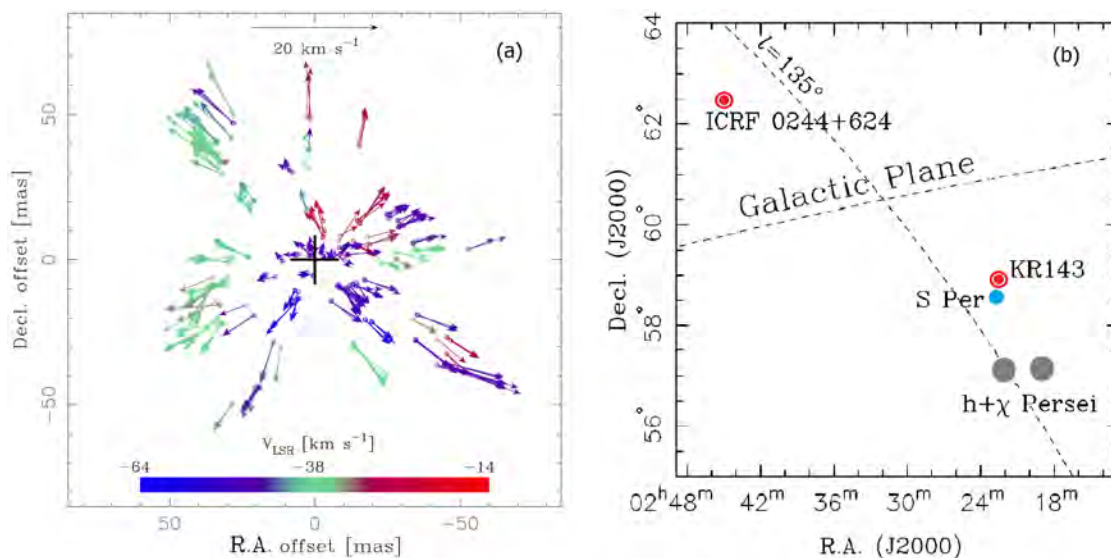 (a)
20 km s⁻¹
50
0
−50
Decl. offset [mas]
V_LSR [km s⁻¹]
−64 −38 −14
50 0 −50
R.A. offset [mas]
(b)
64
62°
60°
58°
56°
Decl. (J2000)
l=135°
ICRF 0244+624
Galactic Plane
KR143
S Per
h+χ Persei
02ʰ48ᵐ 42ᵐ 36ᵐ 30ᵐ 24ᵐ 18ᵐ
R.A. (J2000)